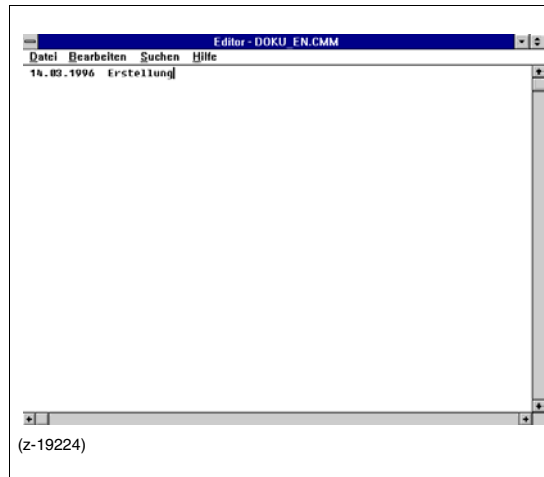 Editor - DOKU_EN.CMM
Datei Bearbeiten Suchen Hilfe
14.03.1996 Erstellung
(z-19224)